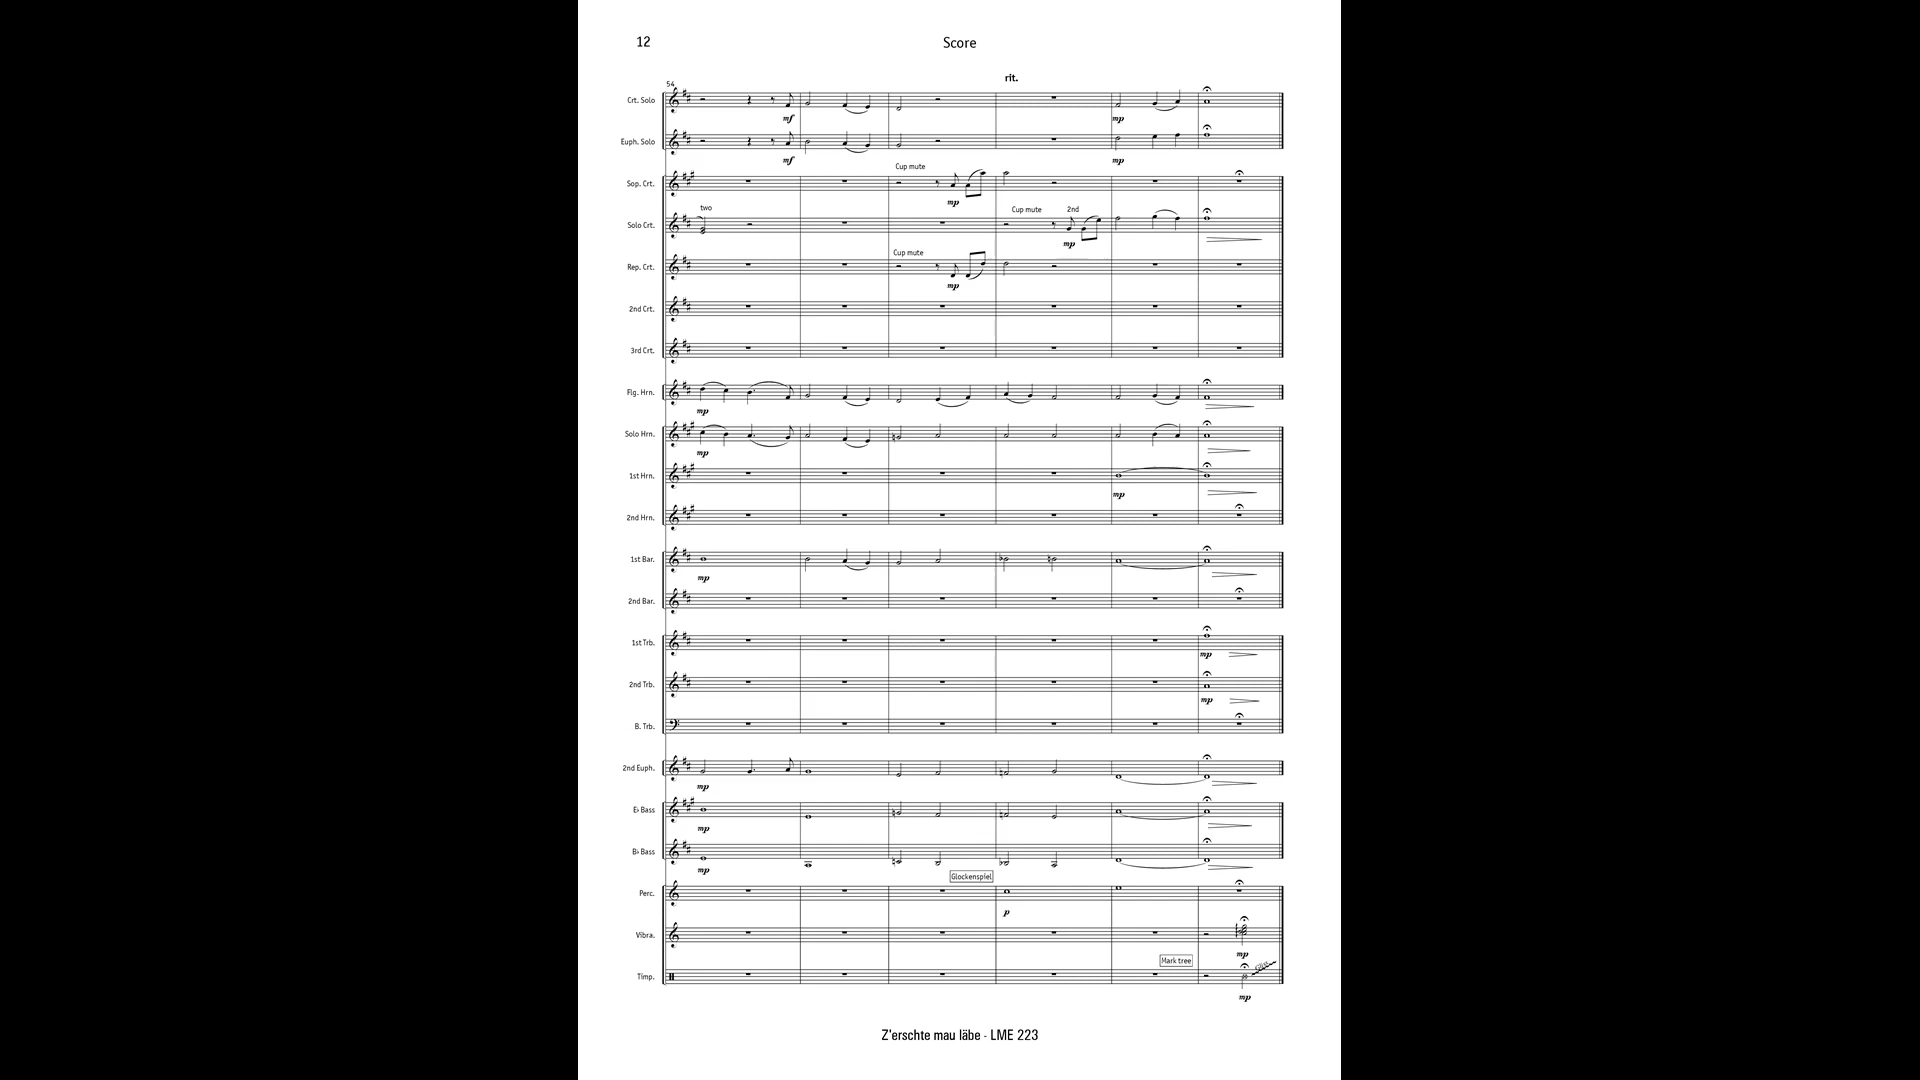 12
Score
rit.
54
Crt. Solo
mf
mp
Euph. Solo
mf
mp
Cup mute
Sop. Crt.
mp
two
Cup mute
2nd
Solo Crt.
mp
Cup mute
Rep. Crt.
mp
2nd Crt.
3rd Crt.
Flg. Hrn.
mp
Solo Hrn.
mp
1st Hrn.
mp
2nd Hrn.
1st Bar.
mp
2nd Bar.
1st Trb.
mp
2nd Trb.
mp
B. Trb.
2nd Euph.
mp
E♭ Bass
mp
B♭ Bass
mp
Glockenspiel
Perc.
p
Vibra.
mp
Mark tree
Timp.
gliss.
mp
Z'erschte mau läbe - LME 223